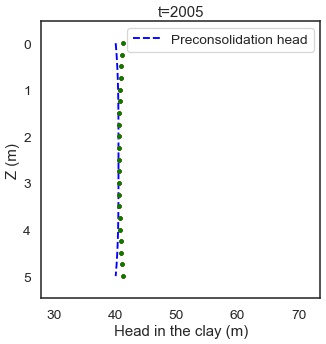 t=2005
Preconsolidation head
0
1
2
3
4
5
Z (m)
30 40 50 60 70
Head in the clay (m)